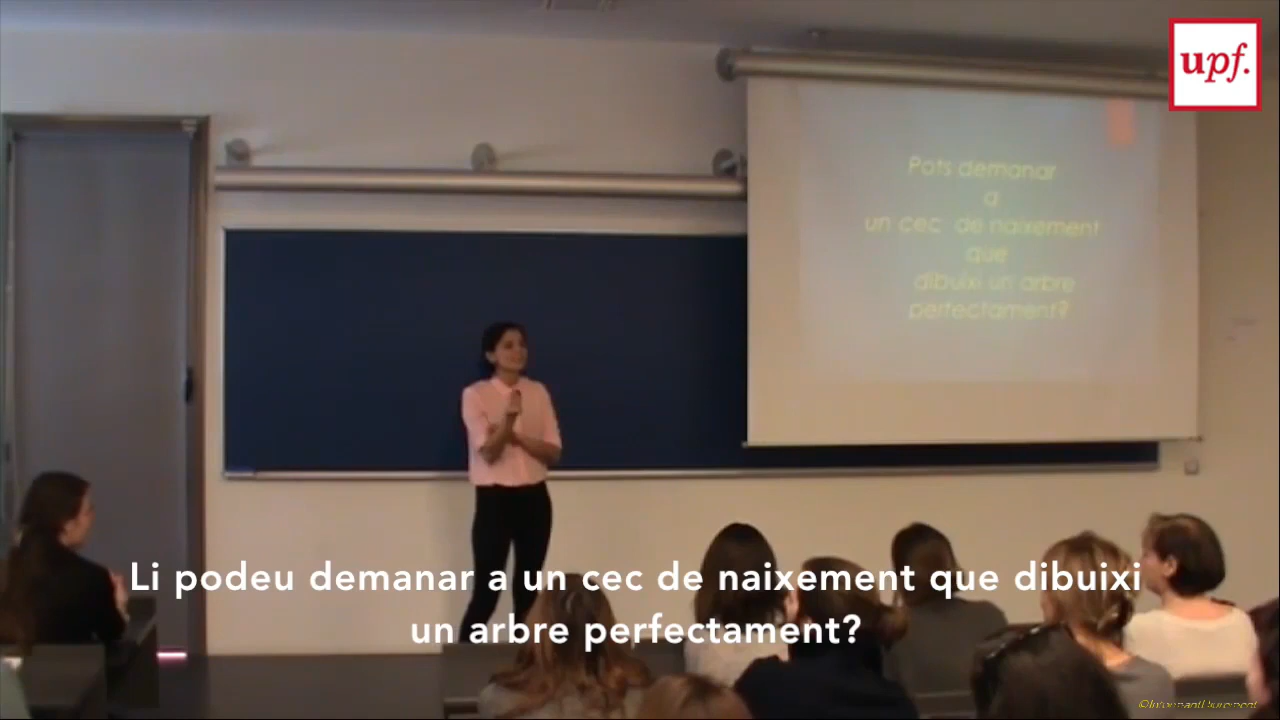 upf.
Pots demanar
a
un cec de naixement
que
dibuixi un arbre
perfectament?
Li podeu demanar a un cec de naixement que dibuixi
un arbre perfectament?